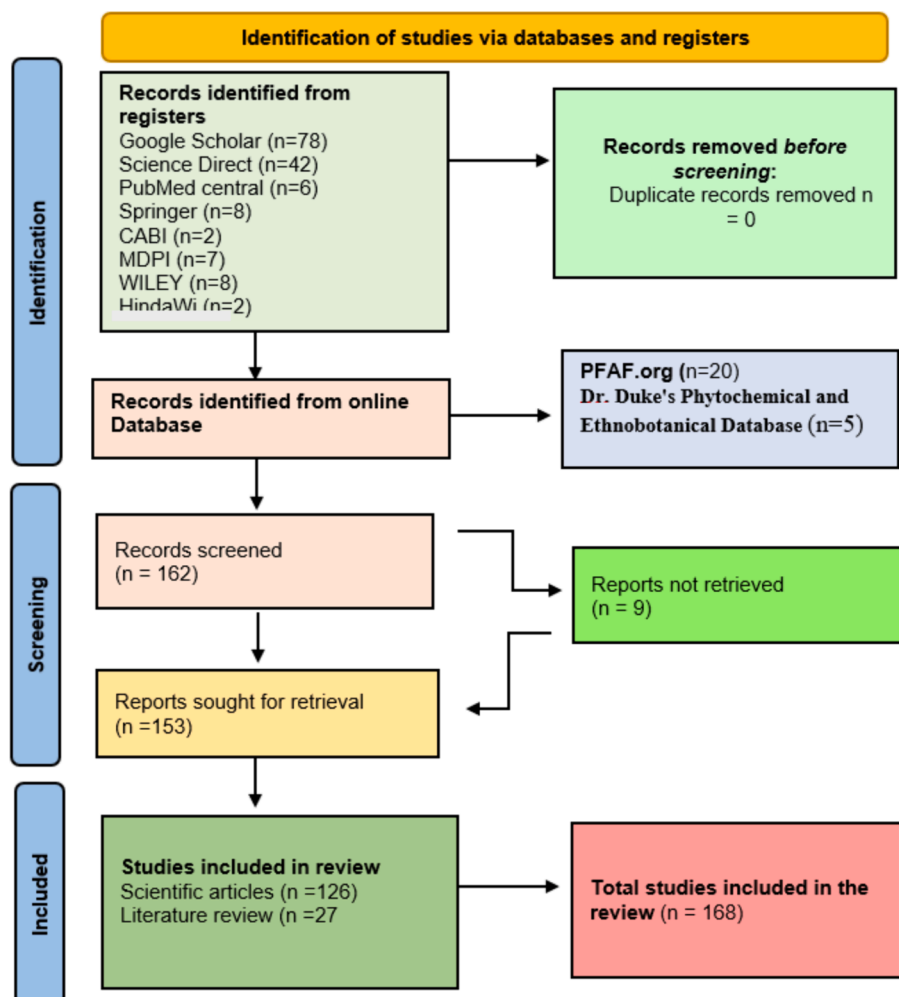 Identification of studies via databases and registers
Identification
Records identified from
registers
Google Scholar (n=78)
Science Direct (n=42)
PubMed central (n=6)
Springer (n=8)
CABI (n=2)
MDPI (n=7)
WILEY (n=8)
HindaWi (n=2)
Records removed before
screening:
Duplicate records removed n
= 0
Records identified from online
Database
PFAF.org (n=20)
Dr. Duke's Phytochemical and
Ethnobotanical Database (n=5)
Screening
Records screened
(n = 162)
Reports not retrieved
(n = 9)
Reports sought for retrieval
(n =153)
Included
Studies included in review
Scientific articles (n =126)
Literature review (n =27
Total studies included in the
review (n = 168)